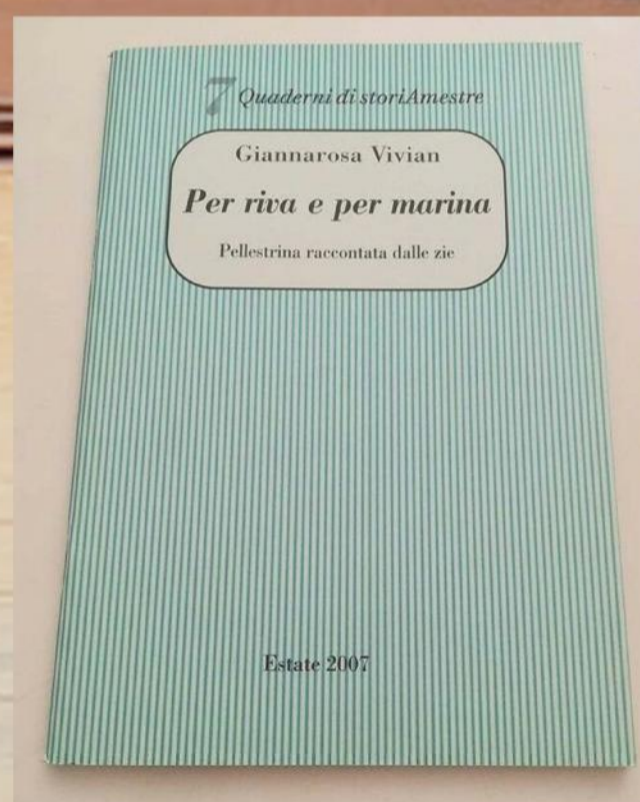 7 Quaderni di storiAmestre
Giannarosa Vivian
Per riva e per marina
Pellestrina raccontata dalle zie
Estate 2007